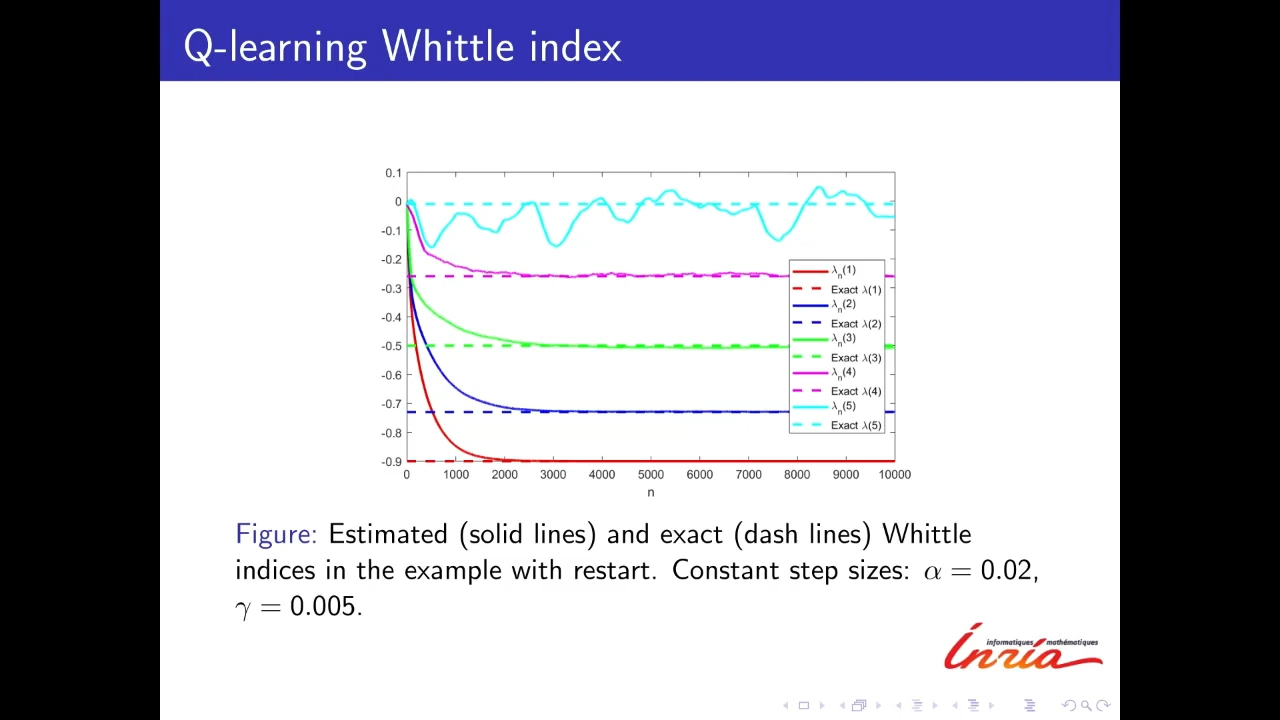 Q-learning Whittle index
0.1
0
-0.1
-0.2
-0.3
-0.4
-0.5
-0.6
-0.7
-0.8
-0.9
0 1000 2000 3000 4000 5000 6000 7000 8000 9000 10000
n
λn(1)
Exact λ(1)
λn(2)
Exact λ(2)
λn(3)
Exact λ(3)
λn(4)
Exact λ(4)
λn(5)
Exact λ(5)
Figure: Estimated (solid lines) and exact (dash lines) Whittle
indices in the example with restart. Constant step sizes: α = 0.02,
γ = 0.005.
informatiques mathématiques
Inria